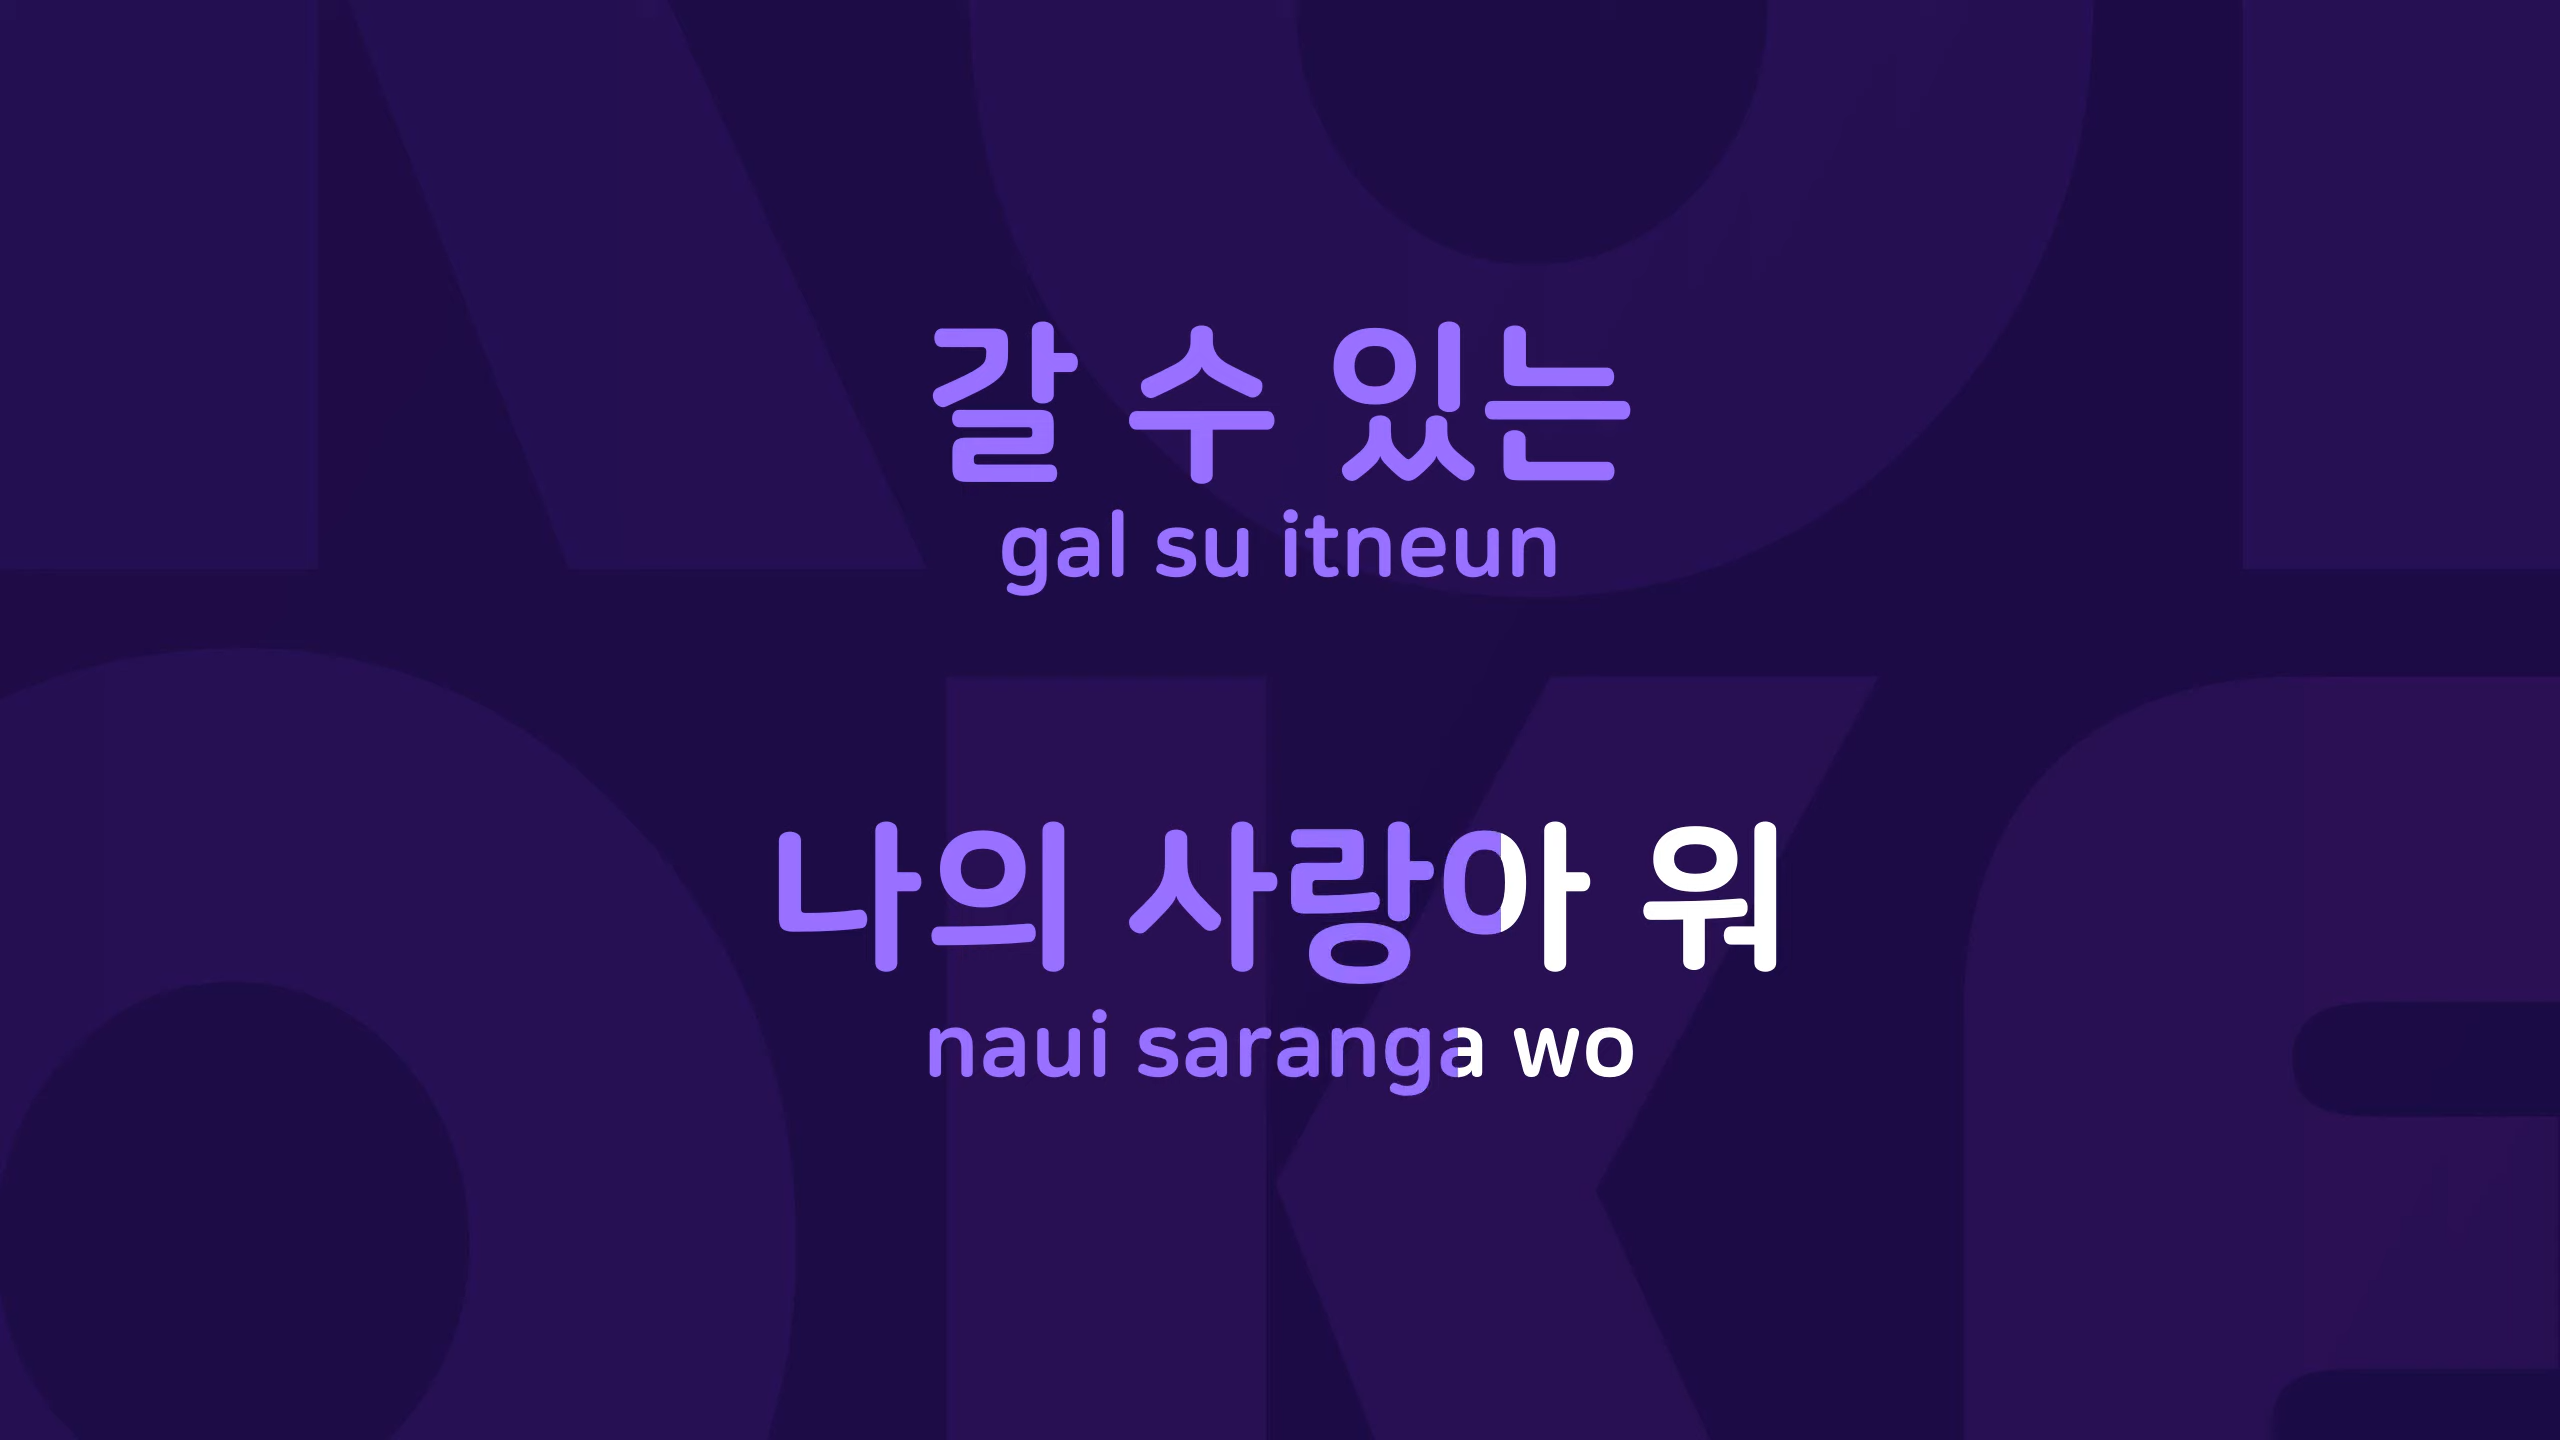 갈 수 있는
gal su itneun
나의 사랑아 워
naui saranga wo